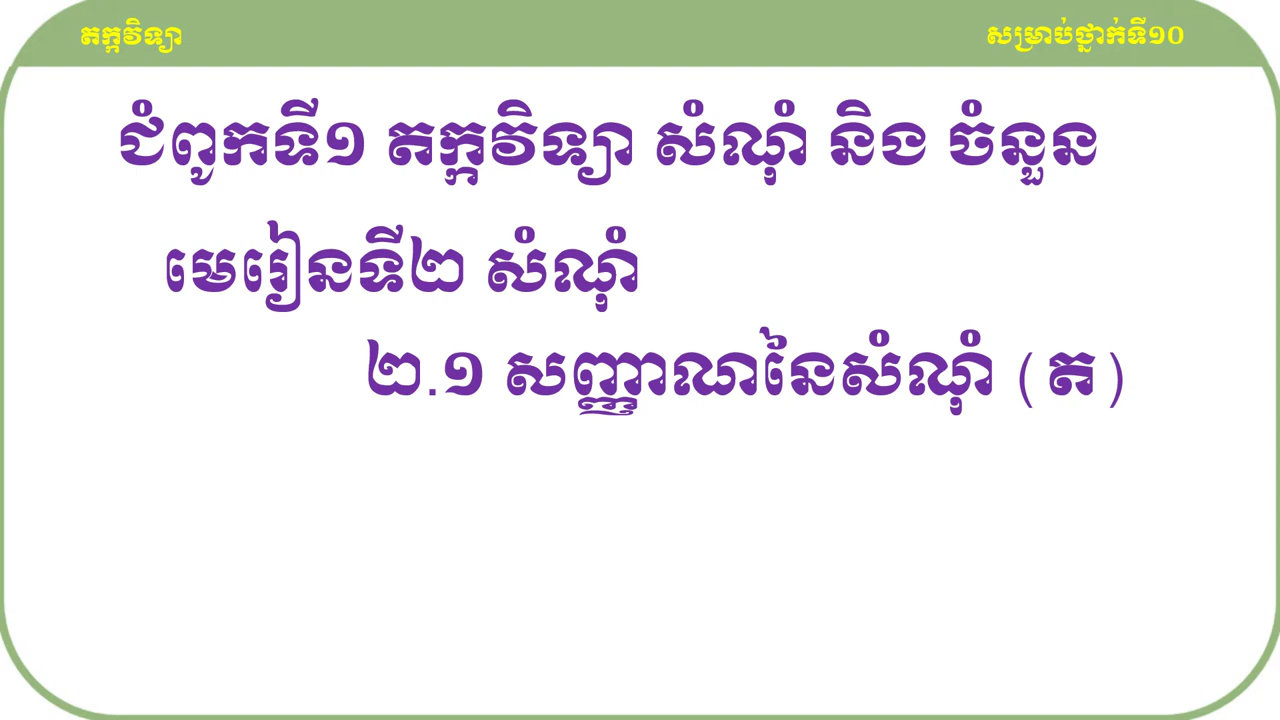 តក្កវិទ្យា សម្រាប់ថ្នាក់ទី១០
ជំពូកទី១ តក្កវិទ្យា សំណុំ និង ចំនួន
មេរៀនទី២ សំណុំ
២.១ សញ្ញាណនៃសំណុំ (ត)